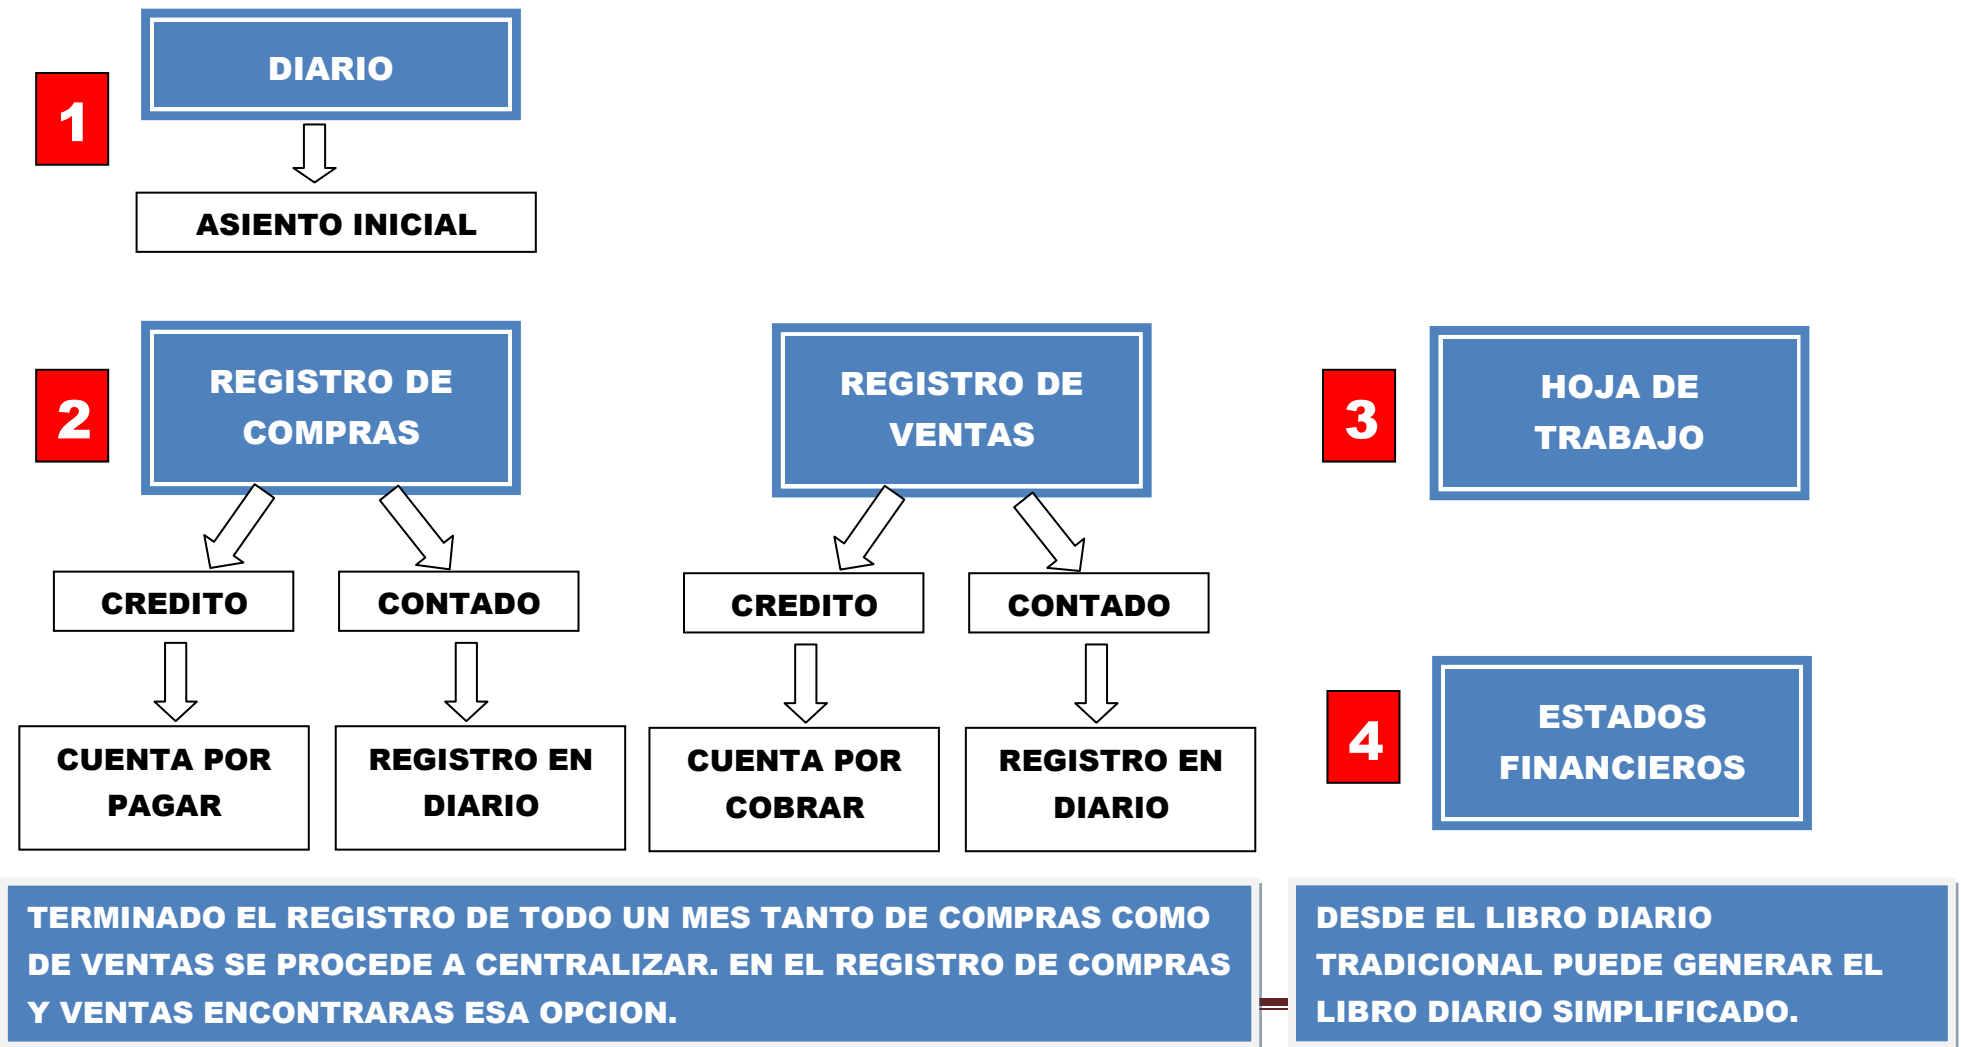 1
DIARIO
ASIENTO INICIAL
2
REGISTRO DE
COMPRAS
CREDITO
CONTADO
CUENTA POR
PAGAR
REGISTRO EN
DIARIO
REGISTRO DE
VENTAS
CREDITO
CONTADO
CUENTA POR
COBRAR
REGISTRO EN
DIARIO
3
HOJA DE
TRABAJO
4
ESTADOS
FINANCIEROS
TERMINADO EL REGISTRO DE TODO UN MES TANTO DE COMPRAS COMO
DE VENTAS SE PROCEDE A CENTRALIZAR. EN EL REGISTRO DE COMPRAS
Y VENTAS ENCONTRARAS ESA OPCION.
DESDE EL LIBRO DIARIO
TRADICIONAL PUEDE GENERAR EL
LIBRO DIARIO SIMPLIFICADO.